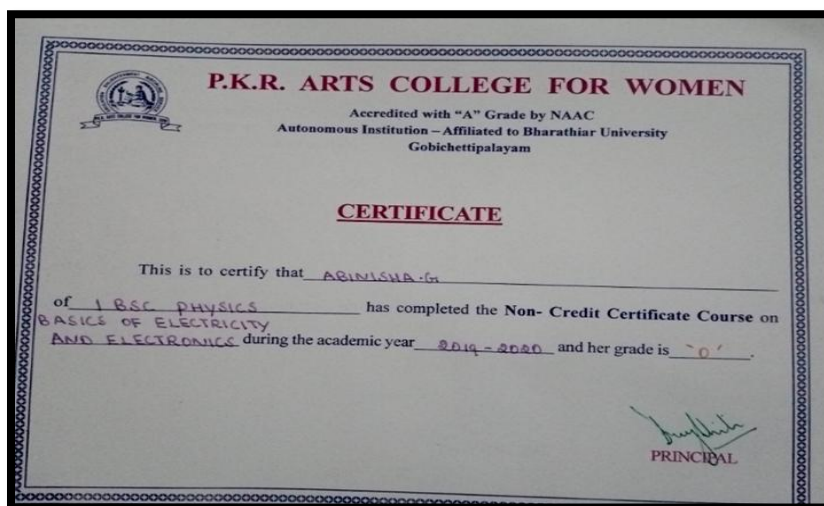 P.K.R. ARTS COLLEGE FOR WOMEN
Accredited with “A” Grade by NAAC
Autonomous Institution – Affiliated to Bharathiar University
Gobichettipalayam
CERTIFICATE
This is to certify that ABINISHA.G
of I BSC PHYSICS has completed the Non- Credit Certificate Course on
BASICS OF ELECTRICITY
AND ELECTRONICS during the academic year 2019 - 2020 and her grade is "O".
PRINCIPAL